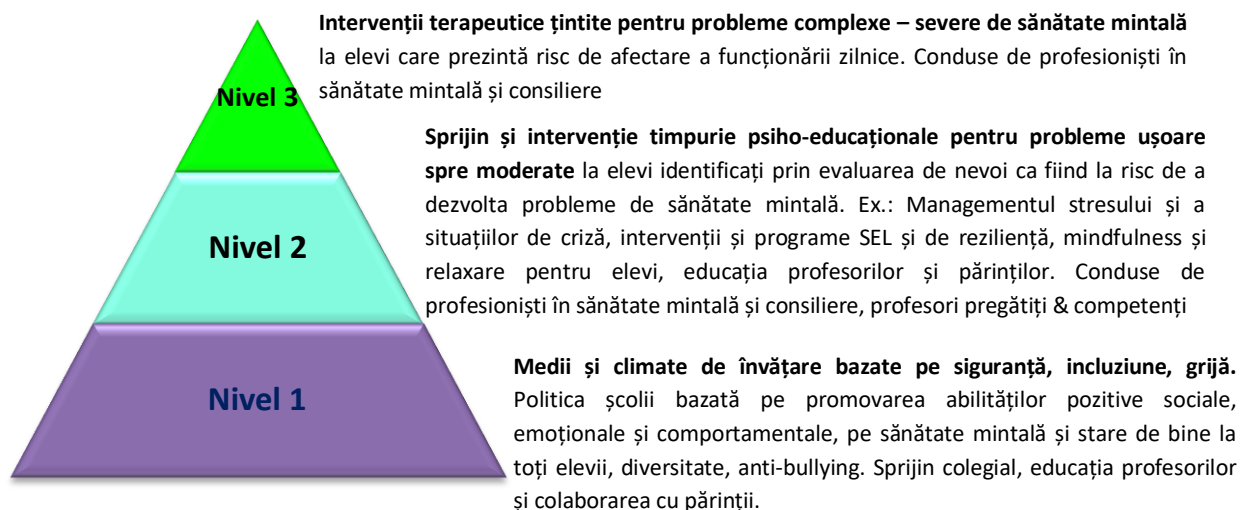 Intervenții terapeutice țintite pentru probleme complexe – severe de sănătate mintală
la elevi care prezintă risc de afectare a funcționării zilnice. Conduse de profesioniști în
sănătate mintală și consiliere
Nivel 3
Sprijin și intervenție timpurie psiho-educaționale pentru probleme ușoare
spre moderate la elevi identificați prin evaluarea de nevoi ca fiind la risc de a
dezvolta probleme de sănătate mintală. Ex.: Managementul stresului și a
situațiilor de criză, intervenții și programe SEL și de reziliență, mindfulness și
relaxare pentru elevi, educația profesorilor și părinților. Conduse de
profesioniști în sănătate mintală și consiliere, profesori pregătiți & competenți
Nivel 2
Medii și climate de învățare bazate pe siguranță, incluziune, grijă.
Politica școlii bazată pe promovarea abilităților pozitive sociale,
emoționale și comportamentale, pe sănătate mintală și stare de bine la
toți elevii, diversitate, anti-bullying. Sprijin colegial, educația profesorilor
și colaborarea cu părinții.
Nivel 1